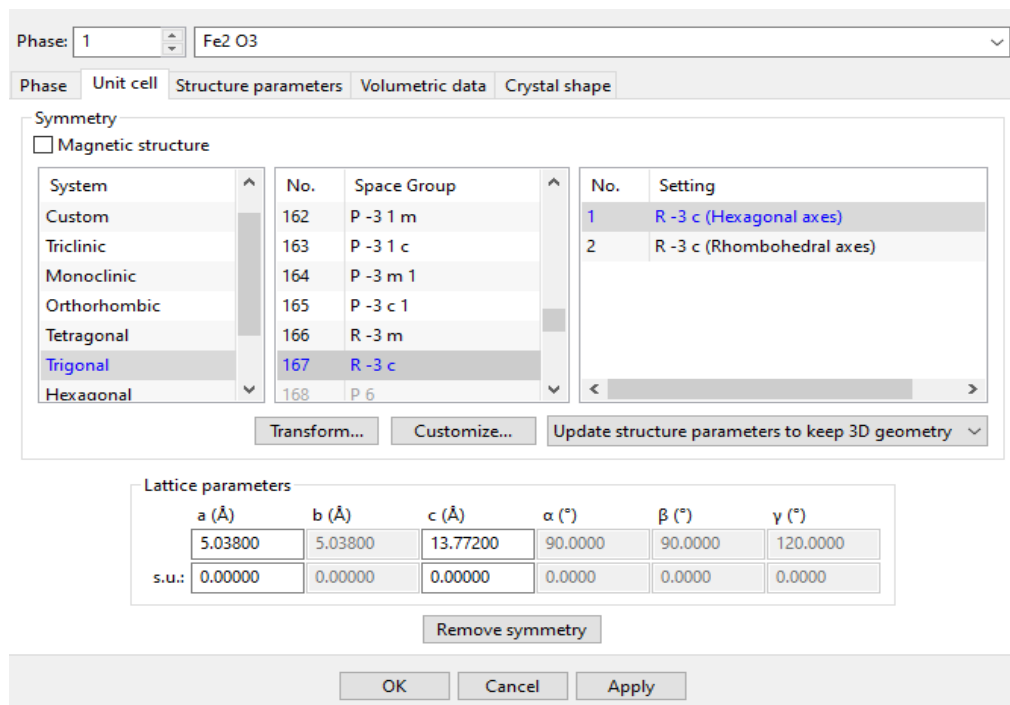 Phase: 1 Fe2 O3
Phase Unit cell Structure parameters Volumetric data Crystal shape
Symmetry
Magnetic structure
System No. Space Group No. Setting
Custom 162 P -3 1 m 1 R -3 c (Hexagonal axes)
Triclinic 163 P -3 1 c 2 R -3 c (Rhombohedral axes)
Monoclinic 164 P -3 m 1
Orthorhombic 165 P -3 c 1
Tetragonal 166 R -3 m
Trigonal 167 R -3 c
Hexagonal 168 P 6
Transform... Customize... Update structure parameters to keep 3D geometry
Lattice parameters
a (Å) b (Å) c (Å) α (°) β (°) γ (°)
5.03800 5.03800 13.77200 90.0000 90.0000 120.0000
s.u.: 0.00000 0.00000 0.00000 0.0000 0.0000 0.0000
Remove symmetry
OK Cancel Apply